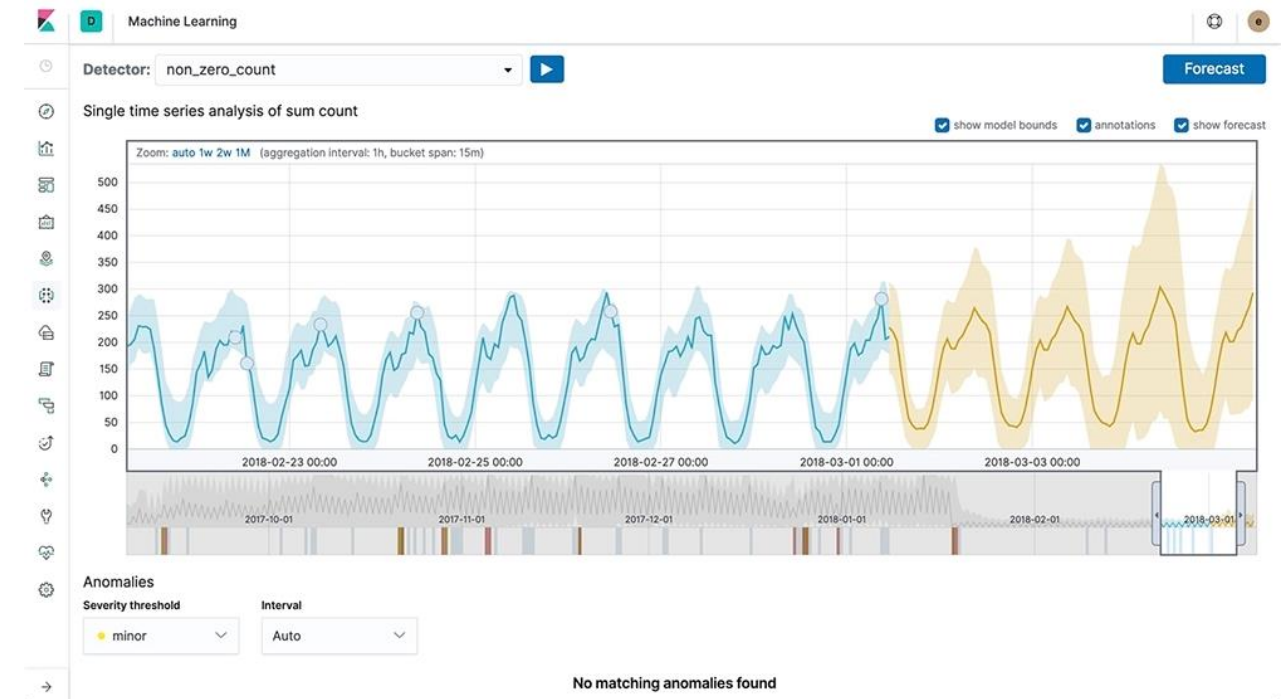 D Machine Learning e
Detector: non_zero_count Forecast
Single time series analysis of sum count
show model bounds annotations show forecast
Zoom: auto 1w 2w 1M (aggregation interval: 1h, bucket span: 15m)
500
450
400
350
300
250
200
150
100
50
0
2018-02-23 00:00 2018-02-25 00:00 2018-02-27 00:00 2018-03-01 00:00 2018-03-03 00:00
2017-10-01 2017-11-01 2017-12-01 2018-01-01 2018-02-01 2018-03-01
Anomalies
Severity threshold Interval
minor Auto
No matching anomalies found